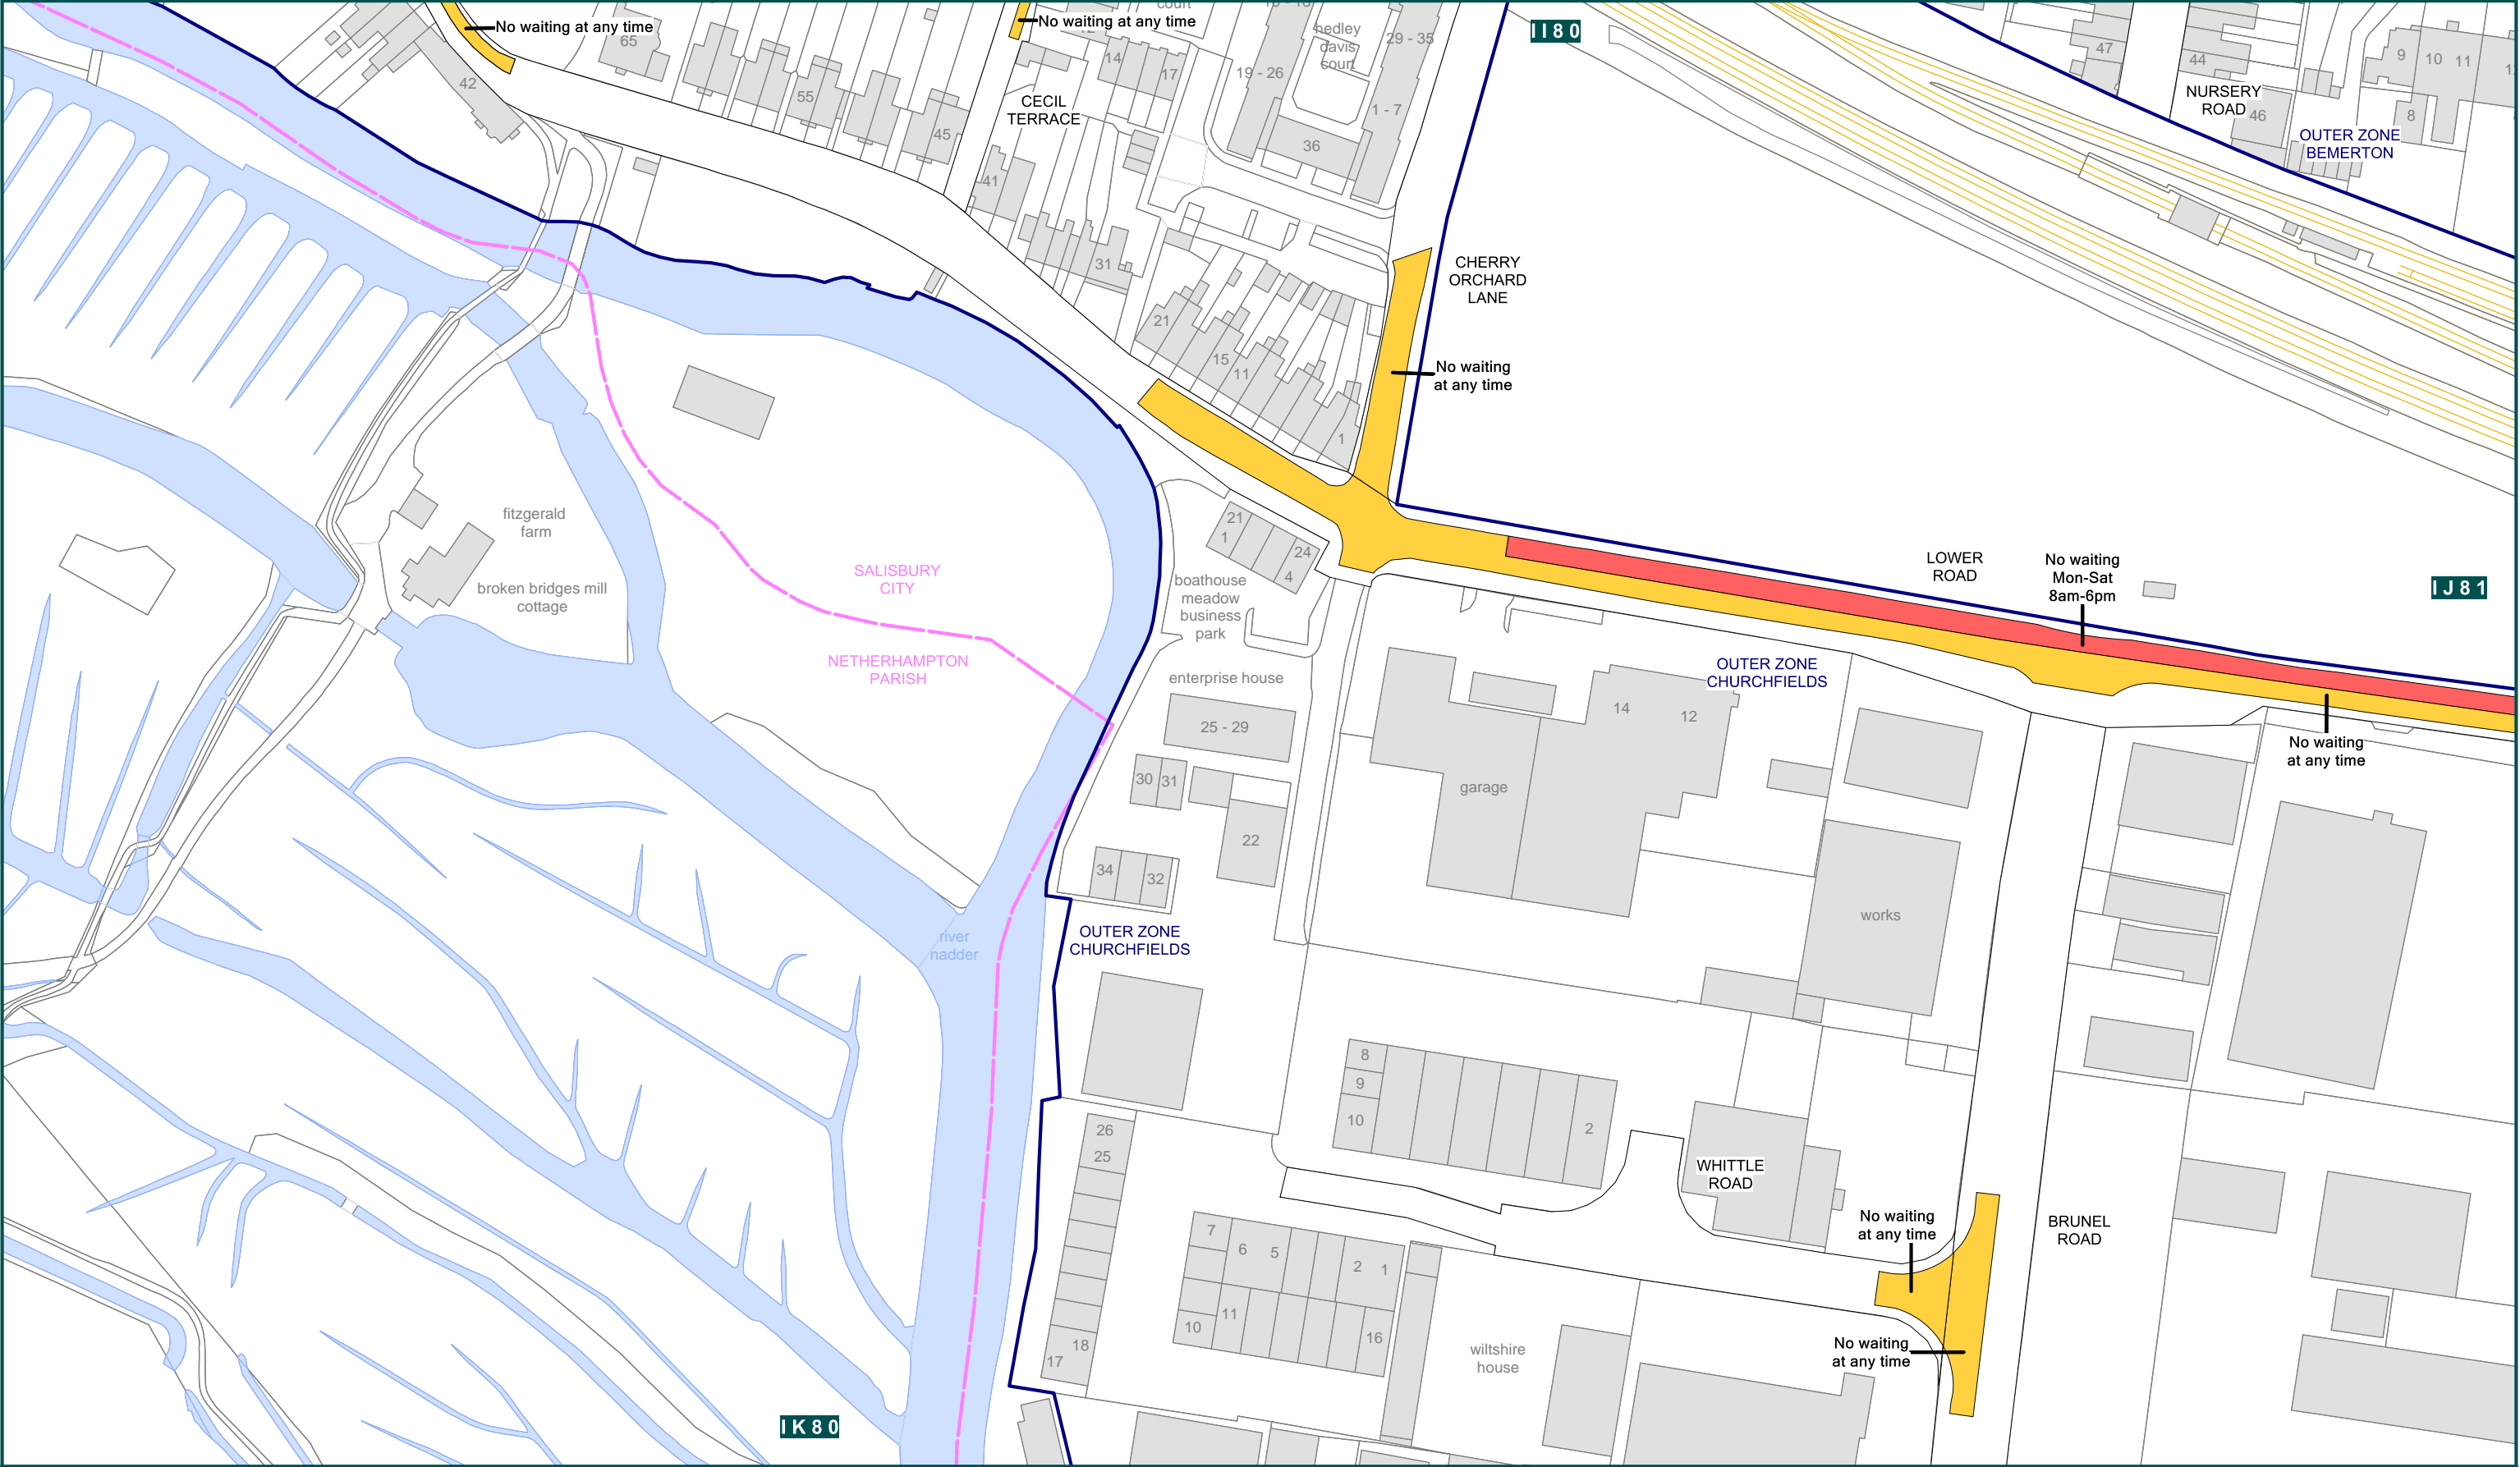 No waiting at any time
No waiting at any time
court
12
16 - 18
hedley
davis
court
29 - 35
19 - 26
1 - 7
36
65
55
45
42
14
17
CECIL
TERRACE
41
31
21
15
11
1
I I 8 0
47
44
46
NURSERY
ROAD
9
10
11
8
OUTER ZONE
BEMERTON
CHERRY
ORCHARD
LANE
No waiting
at any time
fitzgerald
farm
broken bridges mill
cottage
SALISBURY
CITY
NETHERHAMPTON
PARISH
21
1
24
4
boathouse
meadow
business
park
enterprise house
25 - 29
30
31
22
34
32
LOWER
ROAD
No waiting
Mon-Sat
8am-6pm
I J 8 1
OUTER ZONE
CHURCHFIELDS
14
12
garage
works
No waiting
at any time
river
nadder
OUTER ZONE
CHURCHFIELDS
8
9
10
2
26
25
18
17
7
6
5
2
1
11
10
16
WHITTLE
ROAD
No waiting
at any time
BRUNEL
ROAD
No waiting
at any time
wiltshire
house
I K 8 0